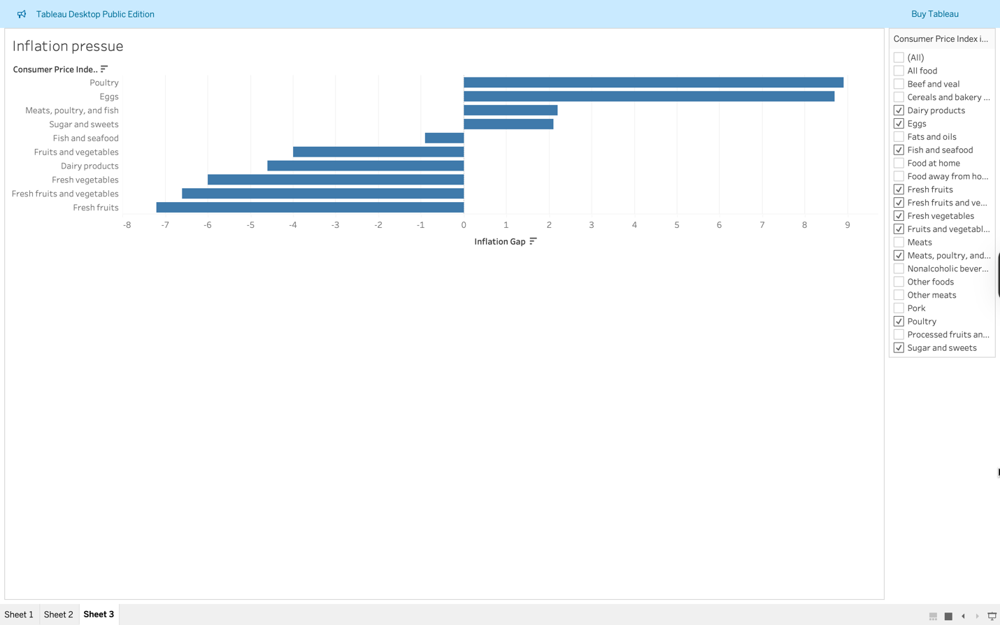 Tableau Desktop Public Edition
Buy Tableau
Inflation pressue
Consumer Price Inde..
Poultry
Eggs
Meats, poultry, and fish
Sugar and sweets
Fish and seafood
Fruits and vegetables
Dairy products
Fresh vegetables
Fresh fruits and vegetables
Fresh fruits
-8 -7 -6 -5 -4 -3 -2 -1 0 1 2 3 4 5 6 7 8 9
Inflation Gap
Consumer Price Index i...
(All)
All food
Beef and veal
Cereals and bakery ...
Dairy products
Eggs
Fats and oils
Fish and seafood
Food at home
Food away from ho...
Fresh fruits
Fresh fruits and ve...
Fresh vegetables
Fruits and vegetabl...
Meats
Meats, poultry, and...
Nonalcoholic bever...
Other foods
Other meats
Pork
Poultry
Processed fruits an...
Sugar and sweets
Sheet 1 Sheet 2 Sheet 3